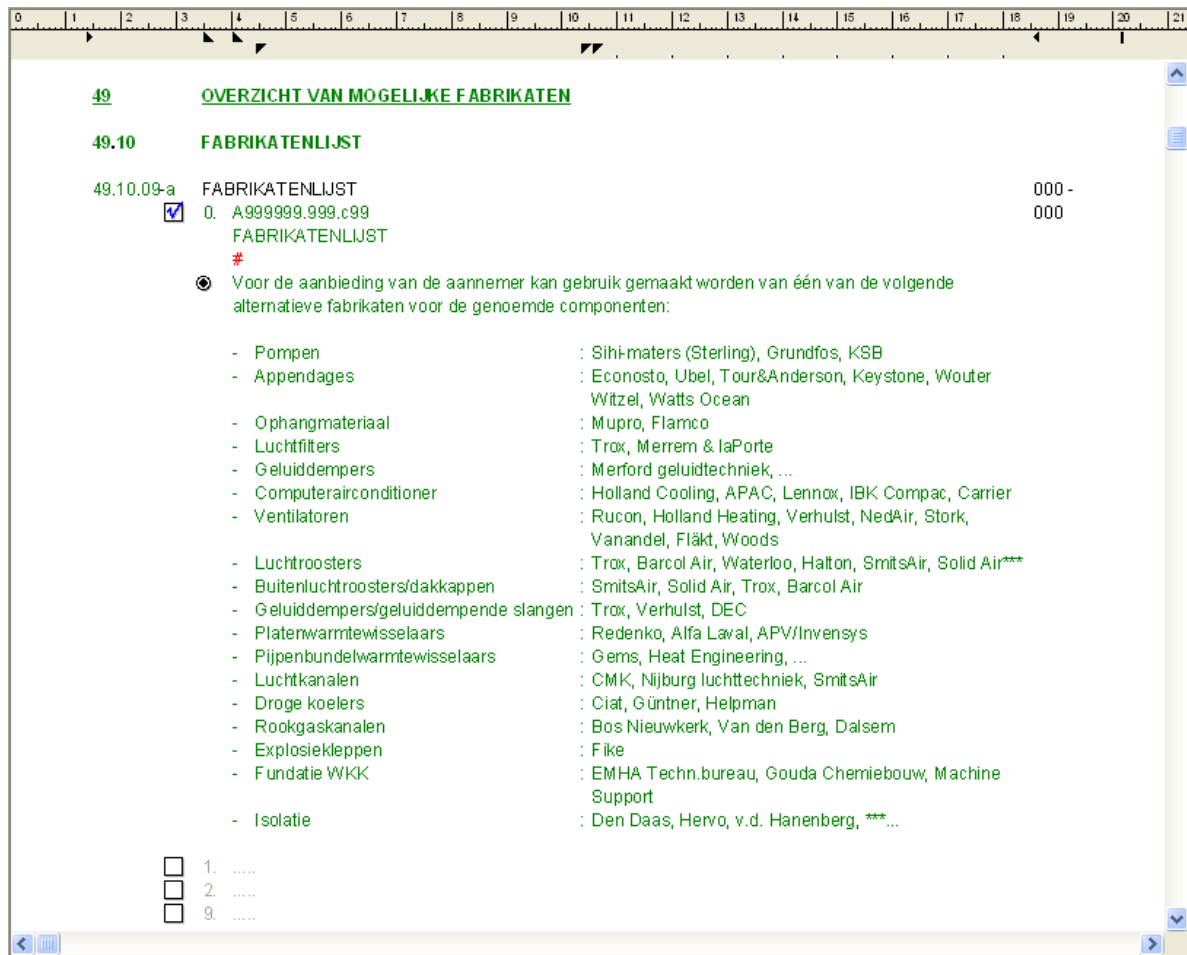 0 1 2 3 4 5 6 7 8 9 10 11 12 13 14 15 16 17 18 19 20 21
49 OVERZICHT VAN MOGELIJKE FABRIKATEN
49.10 FABRIKATENLIJST
49.10.09-a FABRIKATENLIJST 000 -
0. A999999.999.c99 000
FABRIKATENLIJST
#
Voor de aanbieding van de aannemer kan gebruik gemaakt worden van één van de volgende
alternatieve fabrikaten voor de genoemde componenten:
- Pompen : Sihi-maters (Sterling), Grundfos, KSB
- Appendages : Econosto, Ubel, Tour&Anderson, Keystone, Wouter
Witzel, Watts Ocean
- Ophangmateriaal : Mupro, Flamco
- Luchtfilters : Trox, Merrem & laPorte
- Geluiddempers : Merford geluidtechniek, ...
- Computerairconditioner : Holland Cooling, APAC, Lennox, IBK Compac, Carrier
- Ventilatoren : Rucon, Holland Heating, Verhulst, NedAir, Stork,
Vanandel, Fläkt, Woods
- Luchtroosters : Trox, Barcol Air, Waterloo, Halton, SmitsAir, Solid Air***
- Buitenluchtroosters/dakkappen : SmitsAir, Solid Air, Trox, Barcol Air
- Geluiddempers/geluiddempende slangen : Trox, Verhulst, DEC
- Platenwarmtewisselaars : Redenko, Alfa Laval, APV/Invensys
- Pijpenbundelwarmtewisselaars : Gems, Heat Engineering, ...
- Luchtkanalen : CMK, Nijburg luchttechniek, SmitsAir
- Droge koelers : Ciat, Güntner, Helpman
- Rookgaskanalen : Bos Nieuwkerk, Van den Berg, Dalsem
- Explosiekleppen : Fike
- Fundatie WKK : EMHA Techn.bureau, Gouda Chemiebouw, Machine
Support
- Isolatie : Den Daas, Hervo, v.d. Hanenberg, ***...
1. .....
2. .....
9. .....